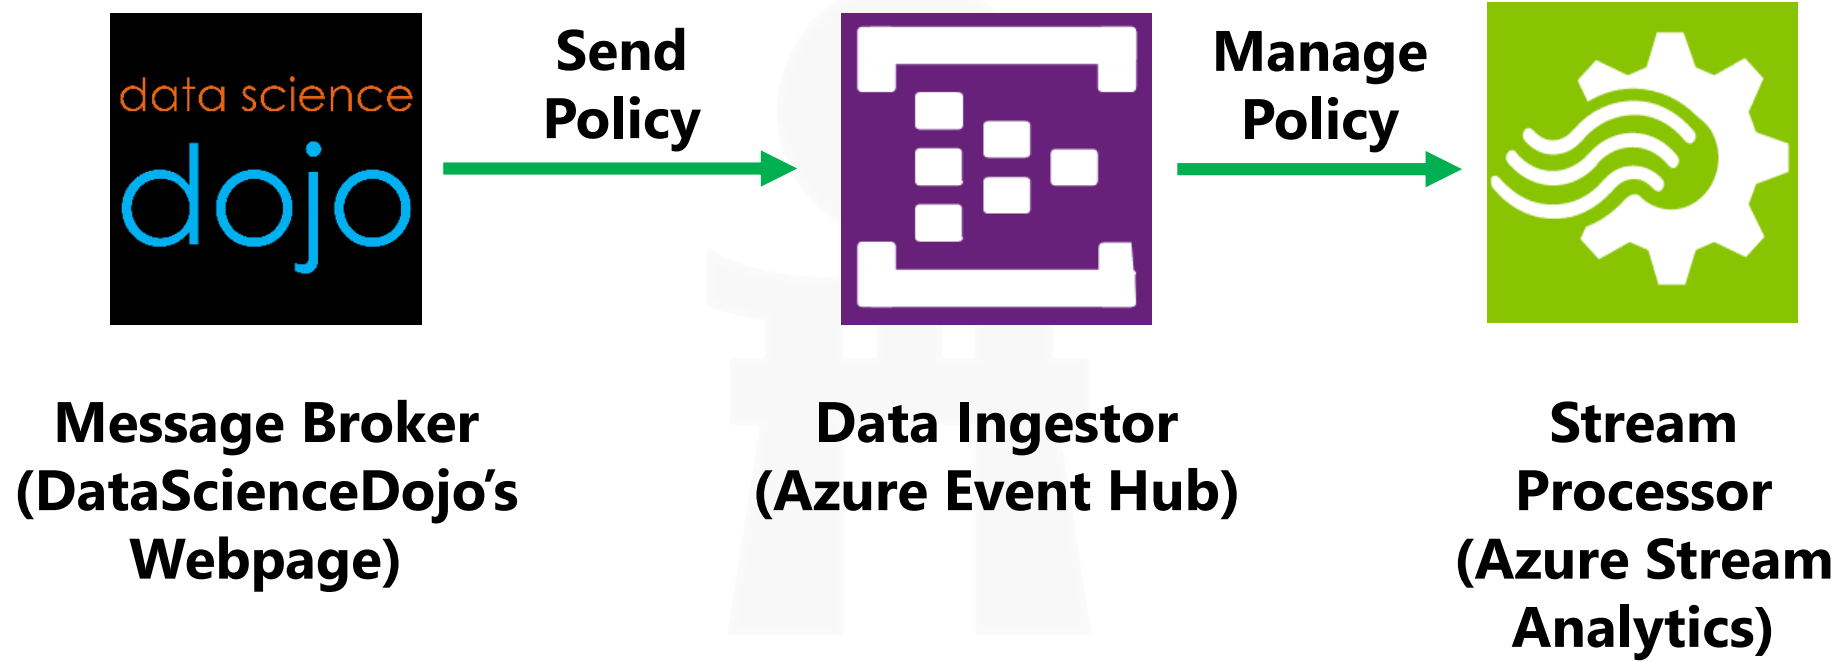 data science
dojo
Send
Policy
Manage
Policy
Message Broker
(DataScienceDojo’s
Webpage)
Data Ingestor
(Azure Event Hub)
Stream
Processor
(Azure Stream
Analytics)